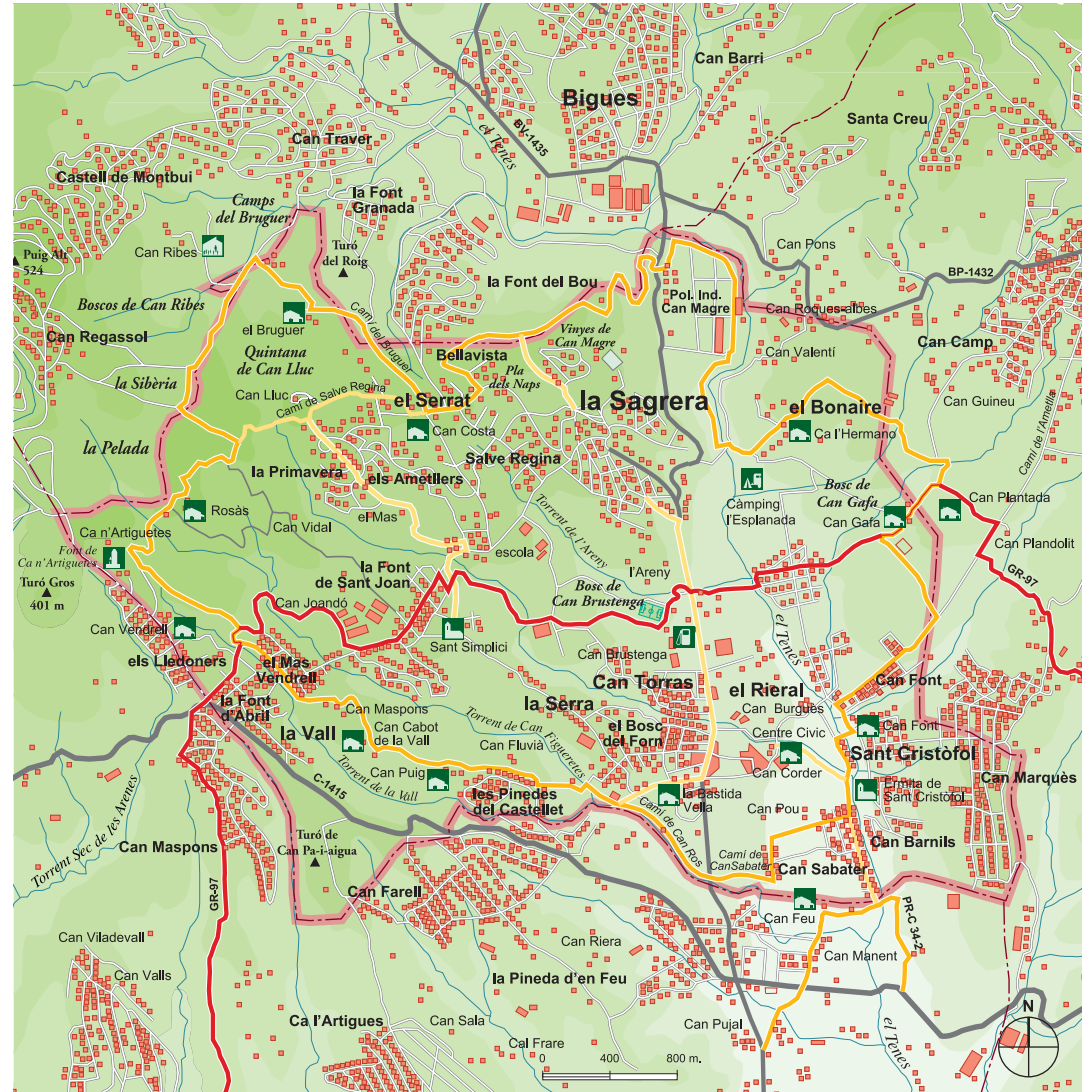 Can Barri
Bigues
BV-1435
el Tenes
Santa Creu
Can Traver
Castell de Montbui
Camps
del Bruguer
la Font
Granada
Can Ribes
Puig Alt
524
Turó
del Roig
Can Pons
BP-1432
la Font del Bou
Boscos de Can Ribes
Pol. Ind.
Can Magre
Can Roques-albes
el Bruguer
Camí del Bruguer
Vinyes de
Can Magre
Can Regassol
Quintana
de Can Lluc
Bellavista
Can Valentí
Can Camp
la Sibèria
Pla
dels Naps
Can Lluc
Camí de Salve Regina
el Serrat
la Sagrera
el Bonaire
Can Guineu
Can Costa
Ca l'Hermano
Camí de l'Ametlla
la Pelada
la Primavera
Salve Regina
els Ametllers
Bosc de
Can Gafa
Càmping
l'Esplanada
Can Plantada
Rosàs
el Mas
Torrent de l'Areny
Can Gafa
Ca n'Artiguetes
Can Vidal
Can Plandolit
Font de
Ca n'Artiguetes
escola
la Font
de Sant Joan
l'Areny
GR-97
Turó Gros
401 m
Can Joandó
Bosc de
Can Brustenga
el Tenes
Can Vendrell
Sant Simplici
Can Brustenga
els Lledoners
el Mas
Vendrell
Can Torras
el Rieral
Can Font
la Font
d'Abril
Can Maspons
la Serra
Can Burguès
la Vall
Can Cabot
de la Vall
Torrent de Can Figueretes
el Bosc
del Forn
Centre Civic
Can Font
Can Fluvià
Sant Cristòfol
Torrent de la Vall
Can Puig
Can Corder
Can Marquès
C-1415
les Pinedes
del Castellet
la Bastida
Vella
Ermita de
Sant Cristòfol
Torrent Sec de les Arenes
Can Pou
Camí de Can Ros
Turó de
Can Pa-i-aigua
Can Maspons
Camí de
CanSabater
Can Sabater
Can Barnils
Can Farell
GR-97
Can Feu
PR-C 34-2
Can Viladevall
Can Riera
Can Manent
Can Valls
la Pineda d'en Feu
Ca l'Artigues
Can Sala
Can Pujal
el Tenes
N
Cal Frare
0 400 800 m.